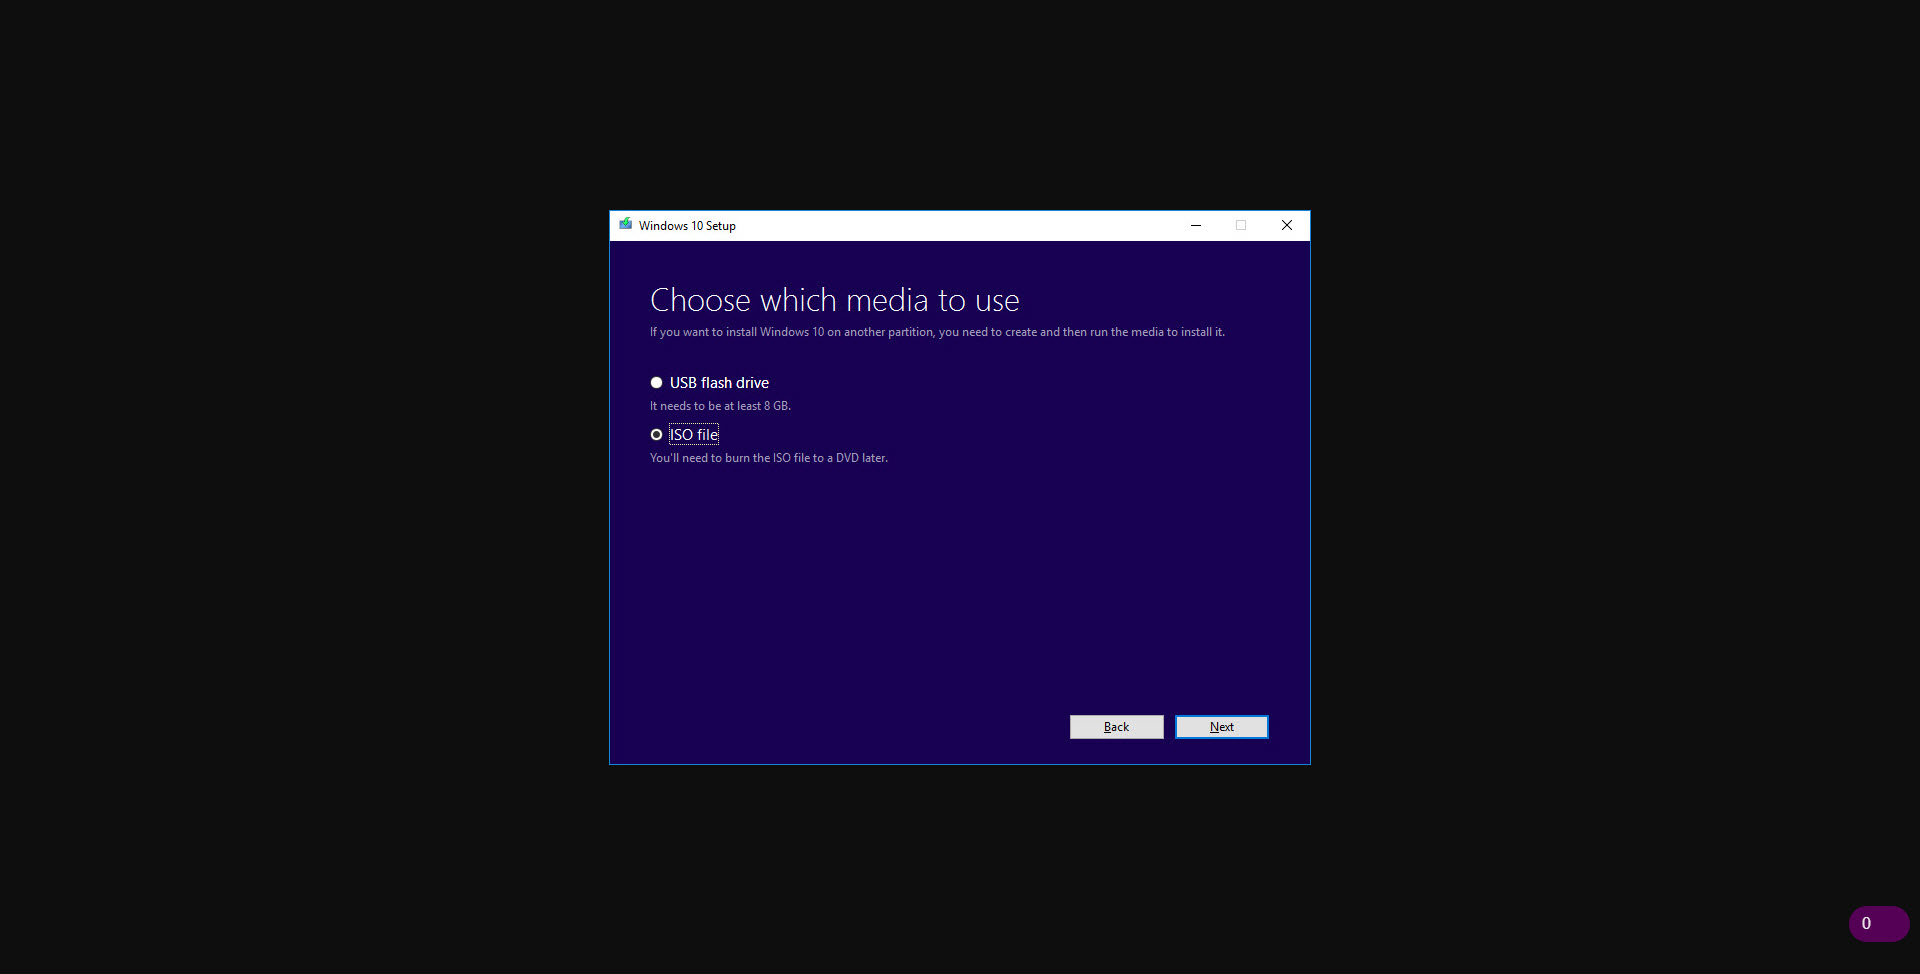 Windows 10 Setup
Choose which media to use
If you want to install Windows 10 on another partition, you need to create and then run the media to install it.
USB flash drive
It needs to be at least 8 GB.
ISO file
You'll need to burn the ISO file to a DVD later.
Back
Next
0